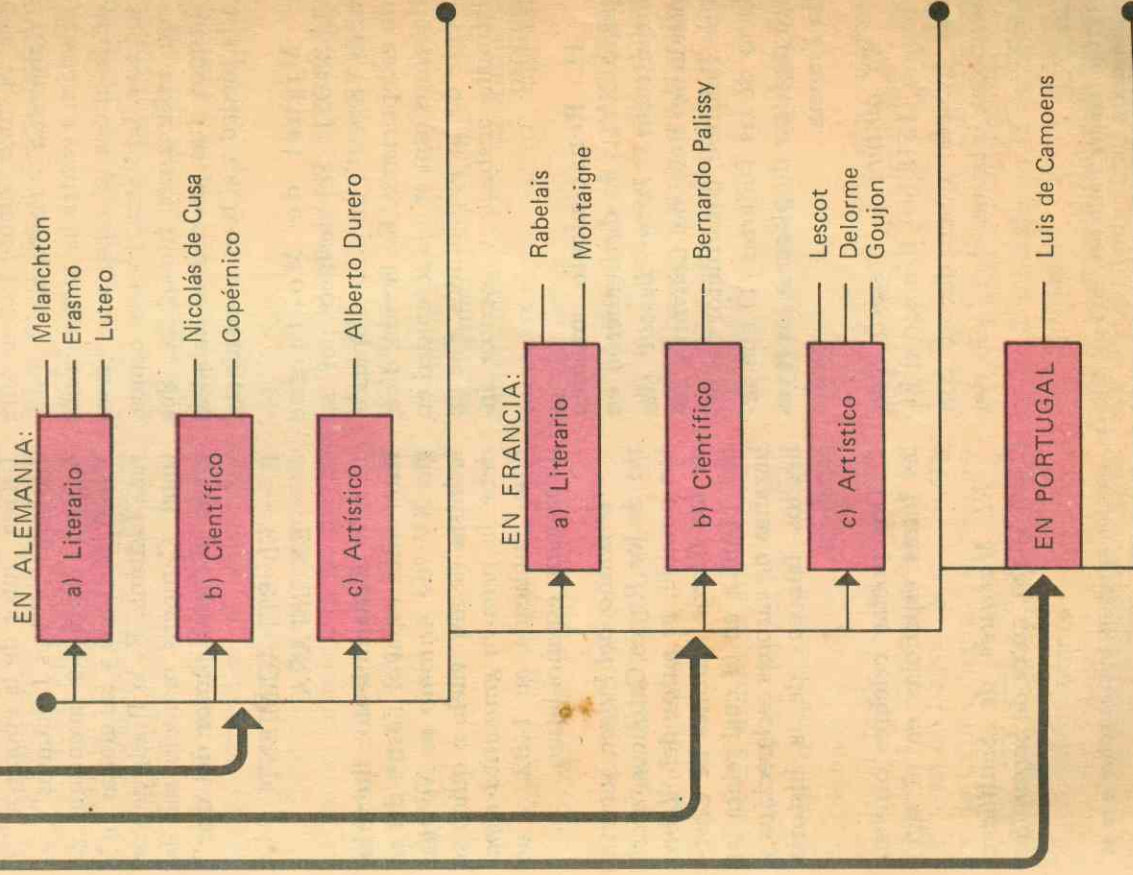 EN ALEMANIA:
a) Literario
Melanchton
Erasmo
Lutero
b) Científico
Nicolás de Cusa
Copérnico
c) Artístico
Alberto Durero
EN FRANCIA:
a) Literario
Rabelais
Montaigne
b) Científico
Bernardo Palissy
c) Artístico
Lescot
Delorme
Goujon
EN PORTUGAL
Luis de Camoens